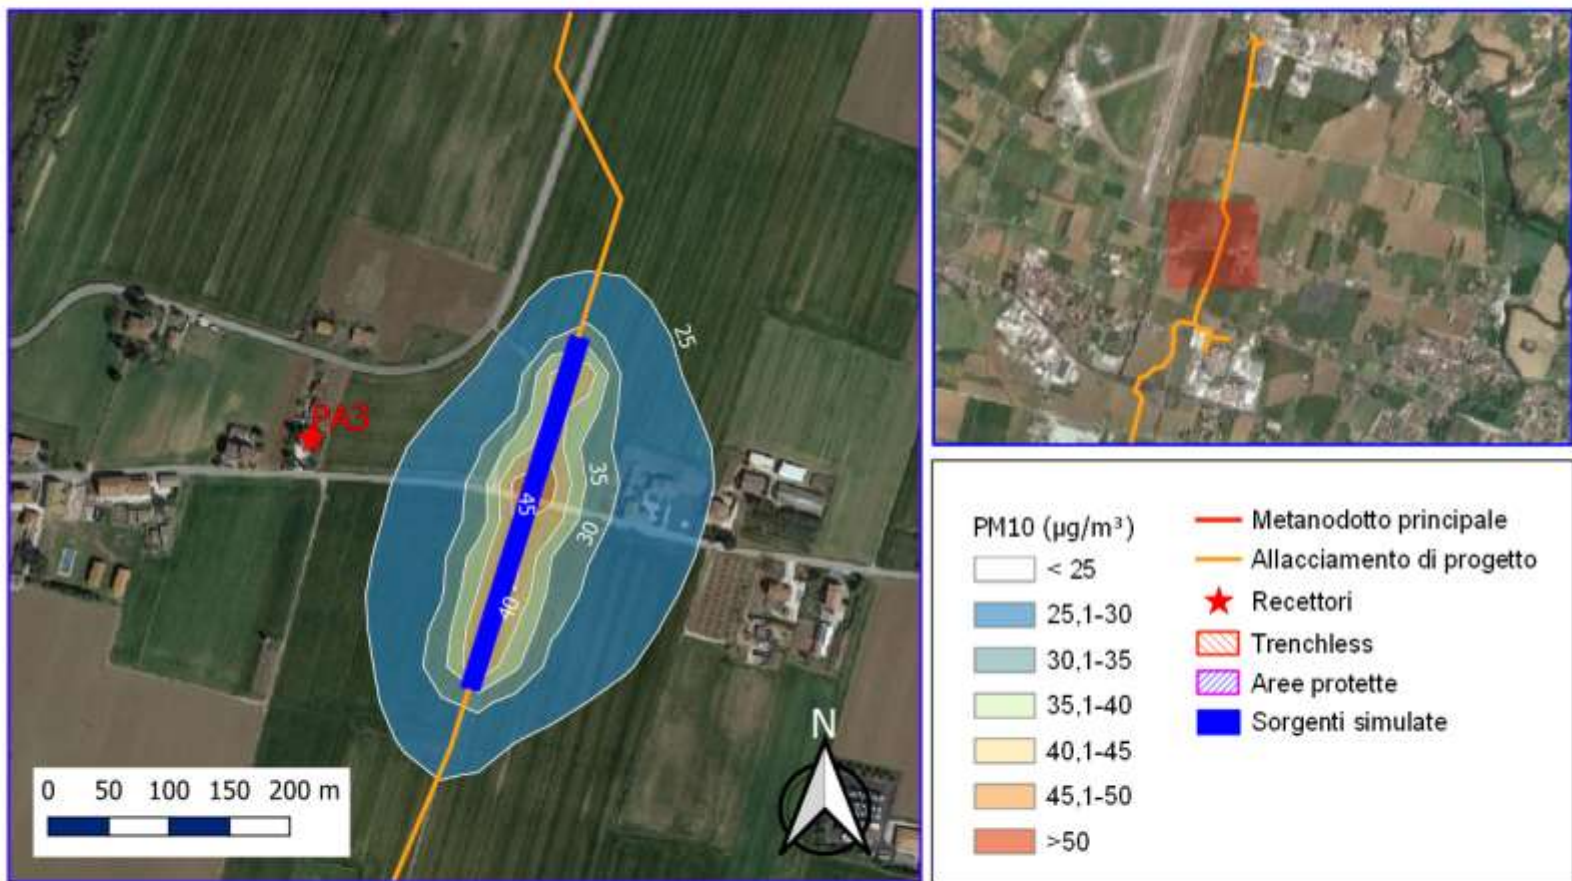 25
PA3
35
45
30
40
0 50 100 150 200 m
N
PM10 (µg/m³)
< 25
25,1-30
30,1-35
35,1-40
40,1-45
45,1-50
>50
Metanodotto principale
Allacciamento di progetto
Recettori
Trenchless
Aree protette
Sorgenti simulate